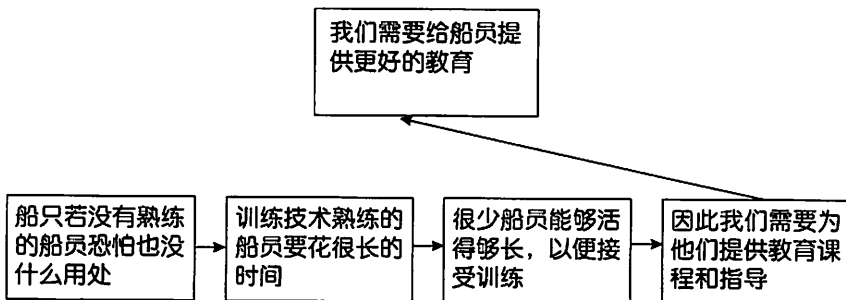 我们需要给船员提
供更好的教育
船只若没有熟练
的船员恐怕也没
什么用处
训练技术熟练的
船员要花很长的
时间
很少船员能够活
得够长，以便接
受训练
因此我们需要为
他们提供教育课
程和指导